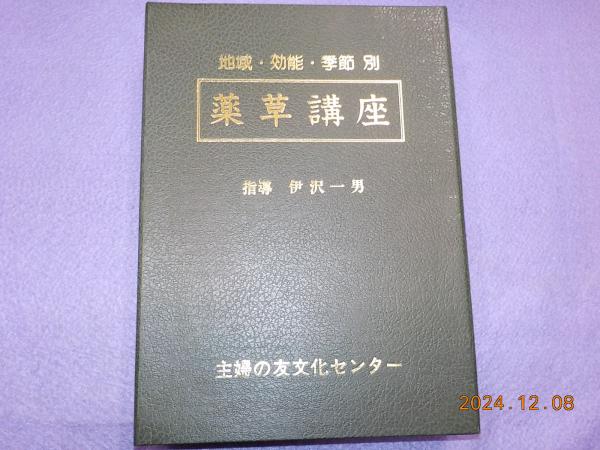 地域・効能・季節 別
薬草講座
指導 伊沢一男
主婦の友文化センター
2024.12.08